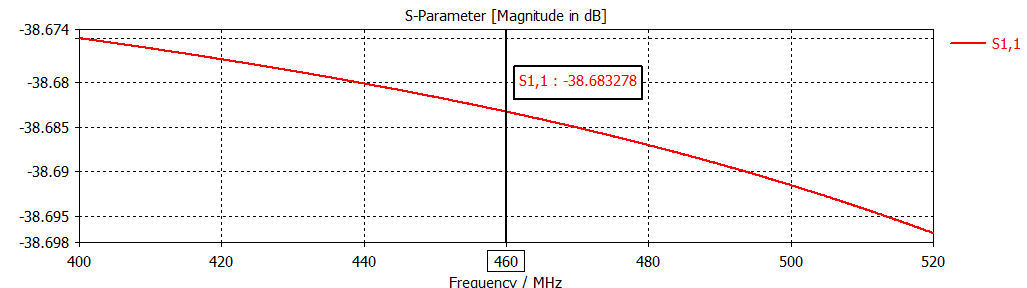 S-Parameter [Magnitude in dB]
-38.674
S1,1
-38.68
S1,1 : -38.683278
-38.685
-38.69
-38.695
-38.698
400 420 440 460 480 500 520
Frequency / MHz